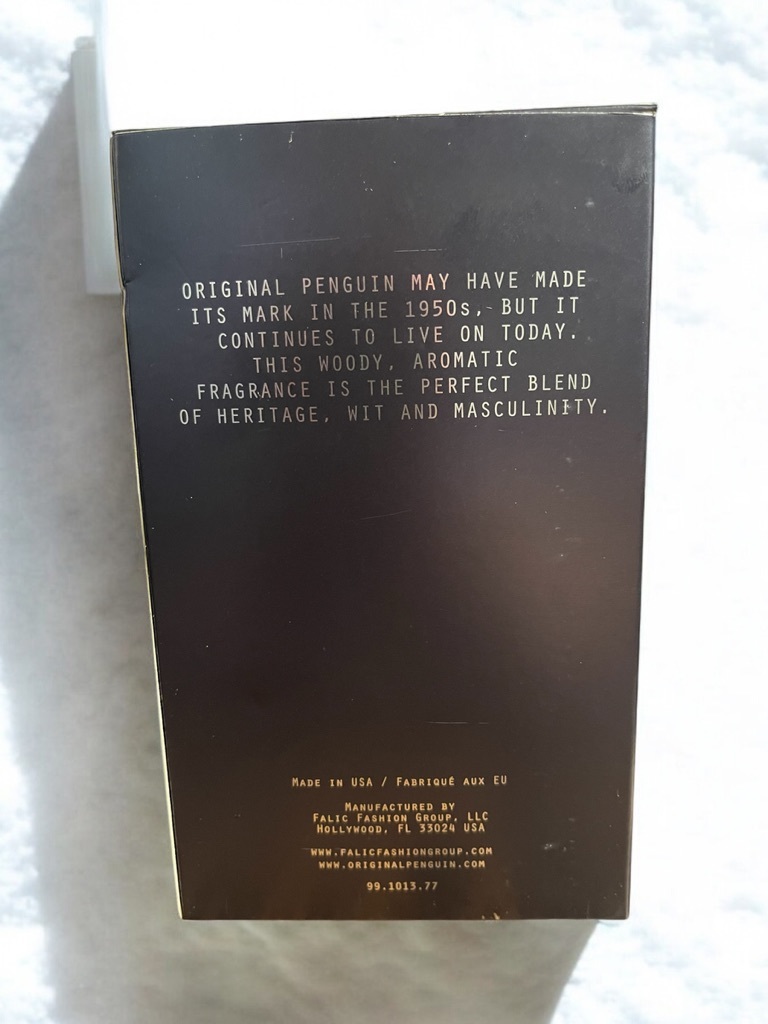 ORIGINAL PENGUIN MAY HAVE MADE
ITS MARK IN THE 1950s, BUT IT
CONTINUES TO LIVE ON TODAY.
THIS WOODY, AROMATIC
FRAGRANCE IS THE PERFECT BLEND
OF HERITAGE, WIT AND MASCULINITY.
MADE IN USA / FABRIQUÉ AUX EU
MANUFACTURED BY
FALIC FASHION GROUP, LLC
HOLLYWOOD, FL 33024 USA
WWW.FALICFASHIONGROUP.COM
WWW.ORIGINALPENGUIN.COM
99.1013.77